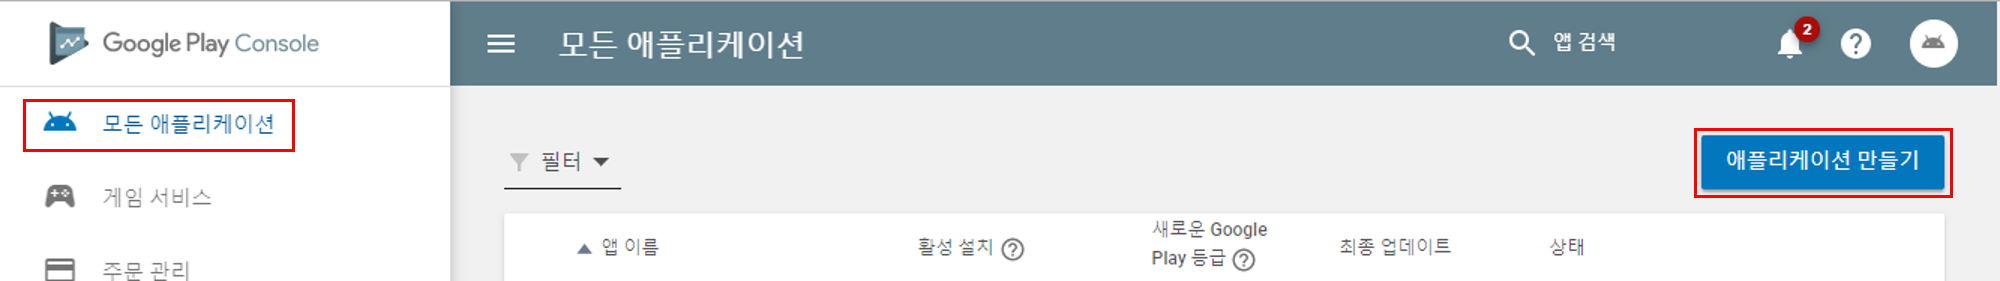 Google Play Console
모든 애플리케이션
앱 검색
2
모든 애플리케이션
게임 서비스
주문 관리
필터
애플리케이션 만들기
앱 이름
활성 설치
새로운 Google
Play 등급
최종 업데이트
상태